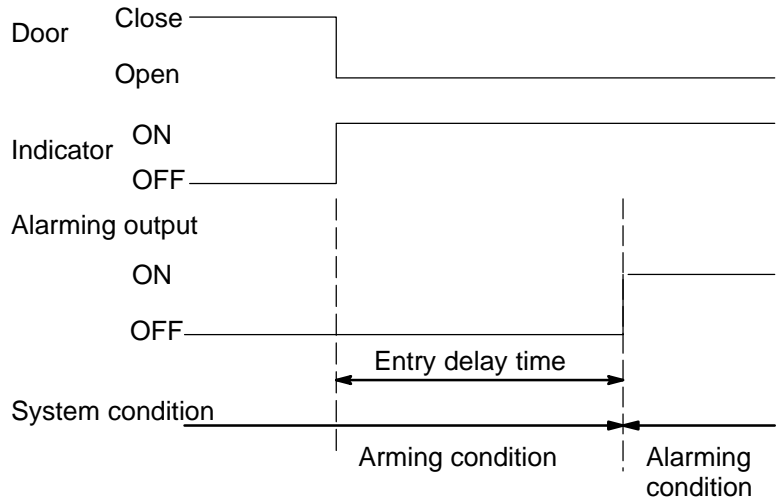 Door
Close
Open
Indicator
ON
OFF
Alarming output
ON
OFF
Entry delay time
System condition
Arming condition
Alarming
condition